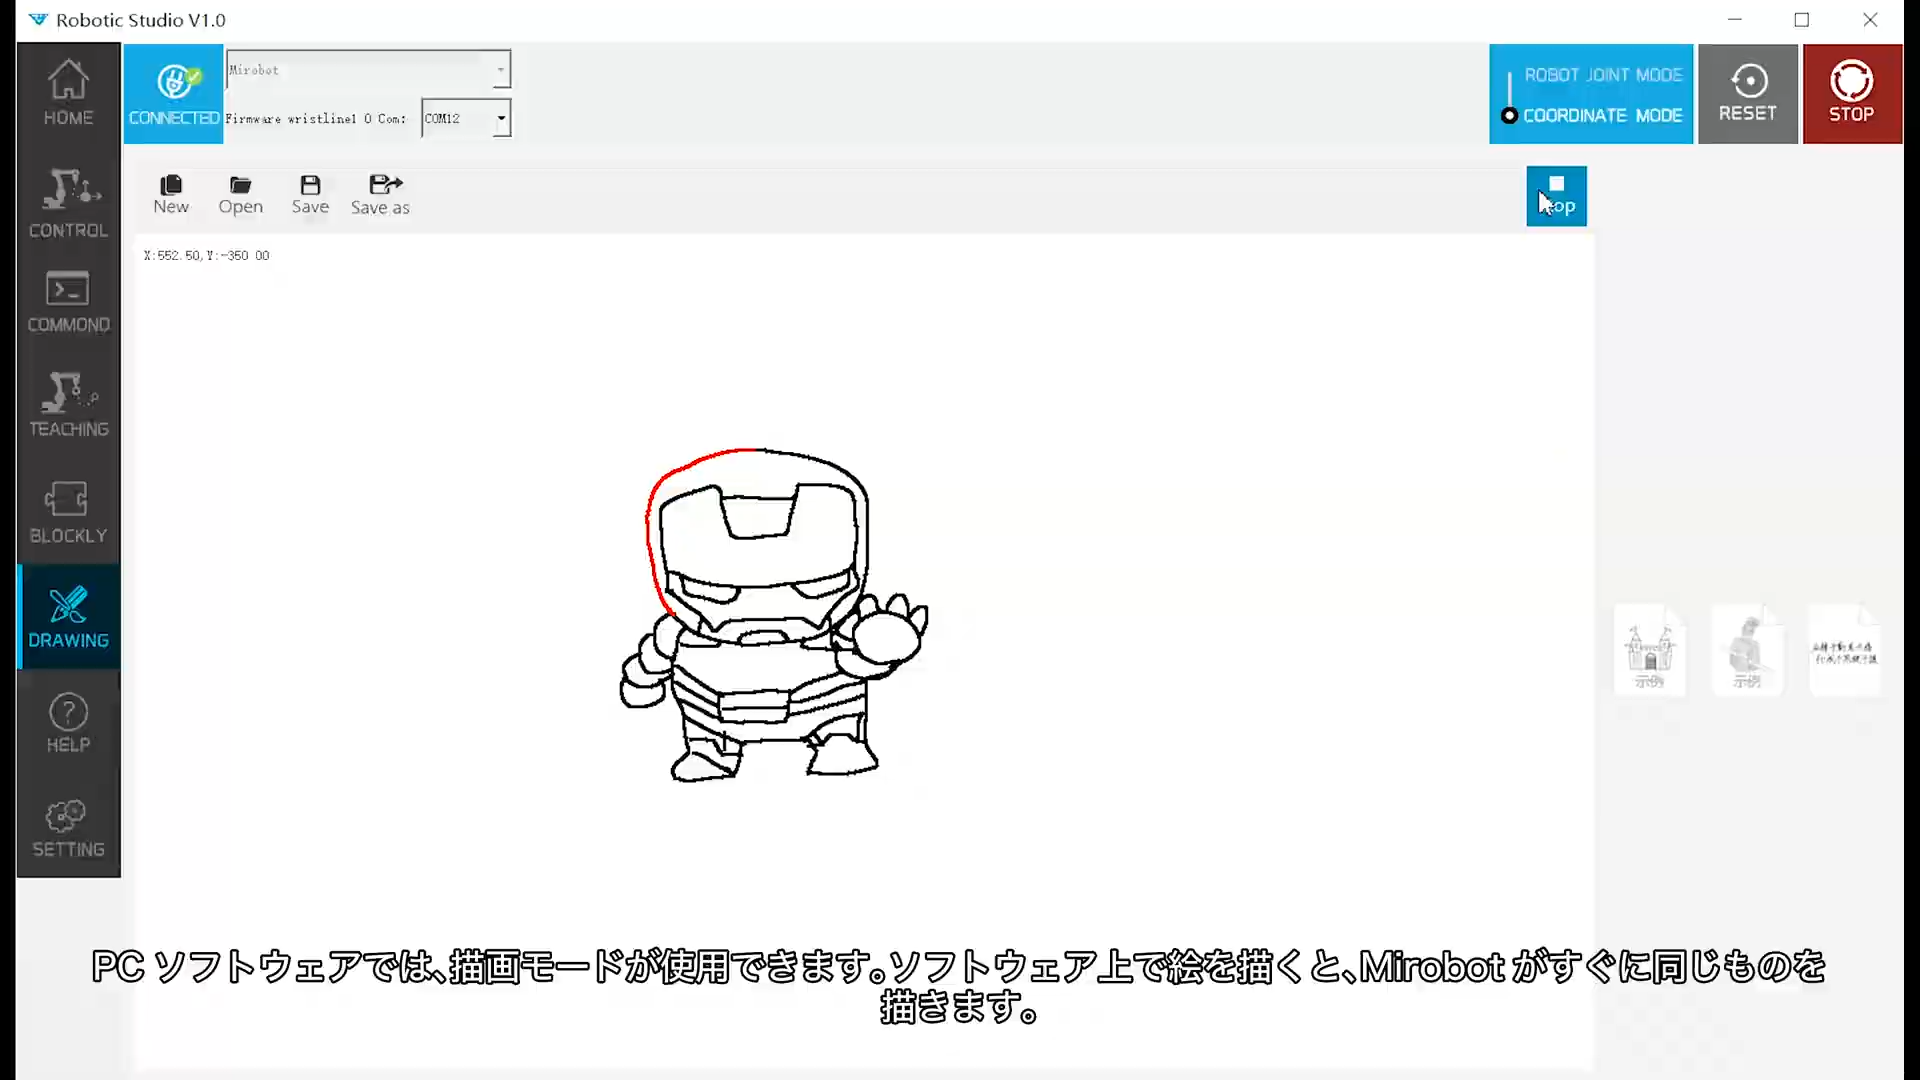 Robotic Studio V1.0
HOME
CONNECTED
Mirobot
Firmware wristline1 0 Com:
COM12
ROBOT JOINT MODE
COORDINATE MODE
RESET
STOP
New
Open
Save
Save as
X:552.50,Y:-350 00
CONTROL
COMMOND
TEACHING
BLOCKLY
DRAWING
HELP
SETTING
示例
示例
PC ソフトウェアでは、描画モードが使用できます。ソフトウェア上で絵を描くと、Mirobot がすぐに同じものを
描きます。